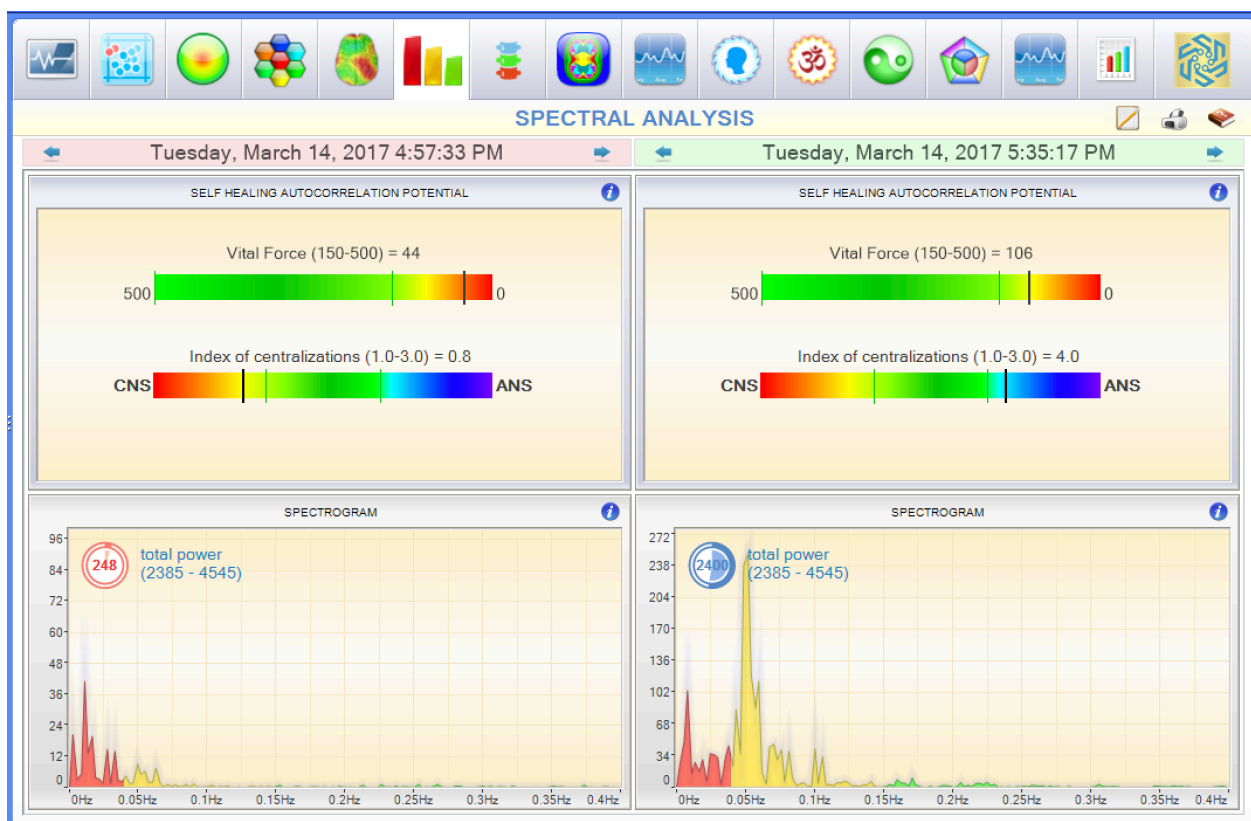 SPECTRAL ANALYSIS
Tuesday, March 14, 2017 4:57:33 PM
Tuesday, March 14, 2017 5:35:17 PM
SELF HEALING AUTOCORRELATION POTENTIAL
Vital Force (150-500) = 44
500 0
Index of centralizations (1.0-3.0) = 0.8
CNS ANS
SELF HEALING AUTOCORRELATION POTENTIAL
Vital Force (150-500) = 106
500 0
Index of centralizations (1.0-3.0) = 4.0
CNS ANS
SPECTROGRAM
248
total power
(2385 - 4545)
96
84
72
60
48
36
24
12
0
0Hz 0.05Hz 0.1Hz 0.15Hz 0.2Hz 0.25Hz 0.3Hz 0.35Hz 0.4Hz
SPECTROGRAM
2400
total power
(2385 - 4545)
272
238
204
170
136
102
68
34
0
0Hz 0.05Hz 0.1Hz 0.15Hz 0.2Hz 0.25Hz 0.3Hz 0.35Hz 0.4Hz